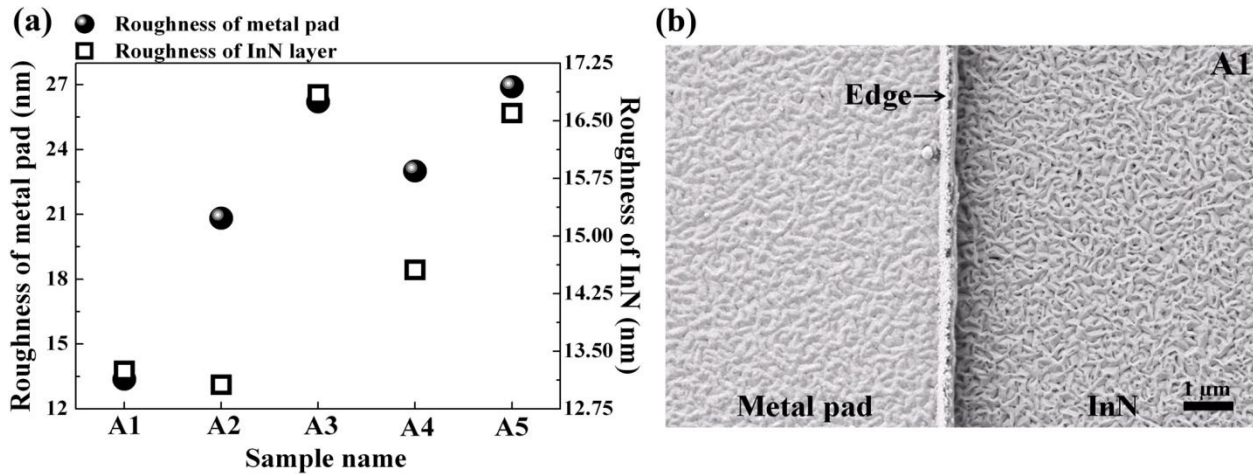 (a)
Roughness of metal pad
Roughness of InN layer
Roughness of metal pad (nm)
27
24
21
18
15
12
17.25
16.50
15.75
15.00
14.25
13.50
12.75
Roughness of InN (nm)
A1
A2
A3
A4
A5
Sample name
(b)
A1
Edge
Metal pad
InN
1 μm